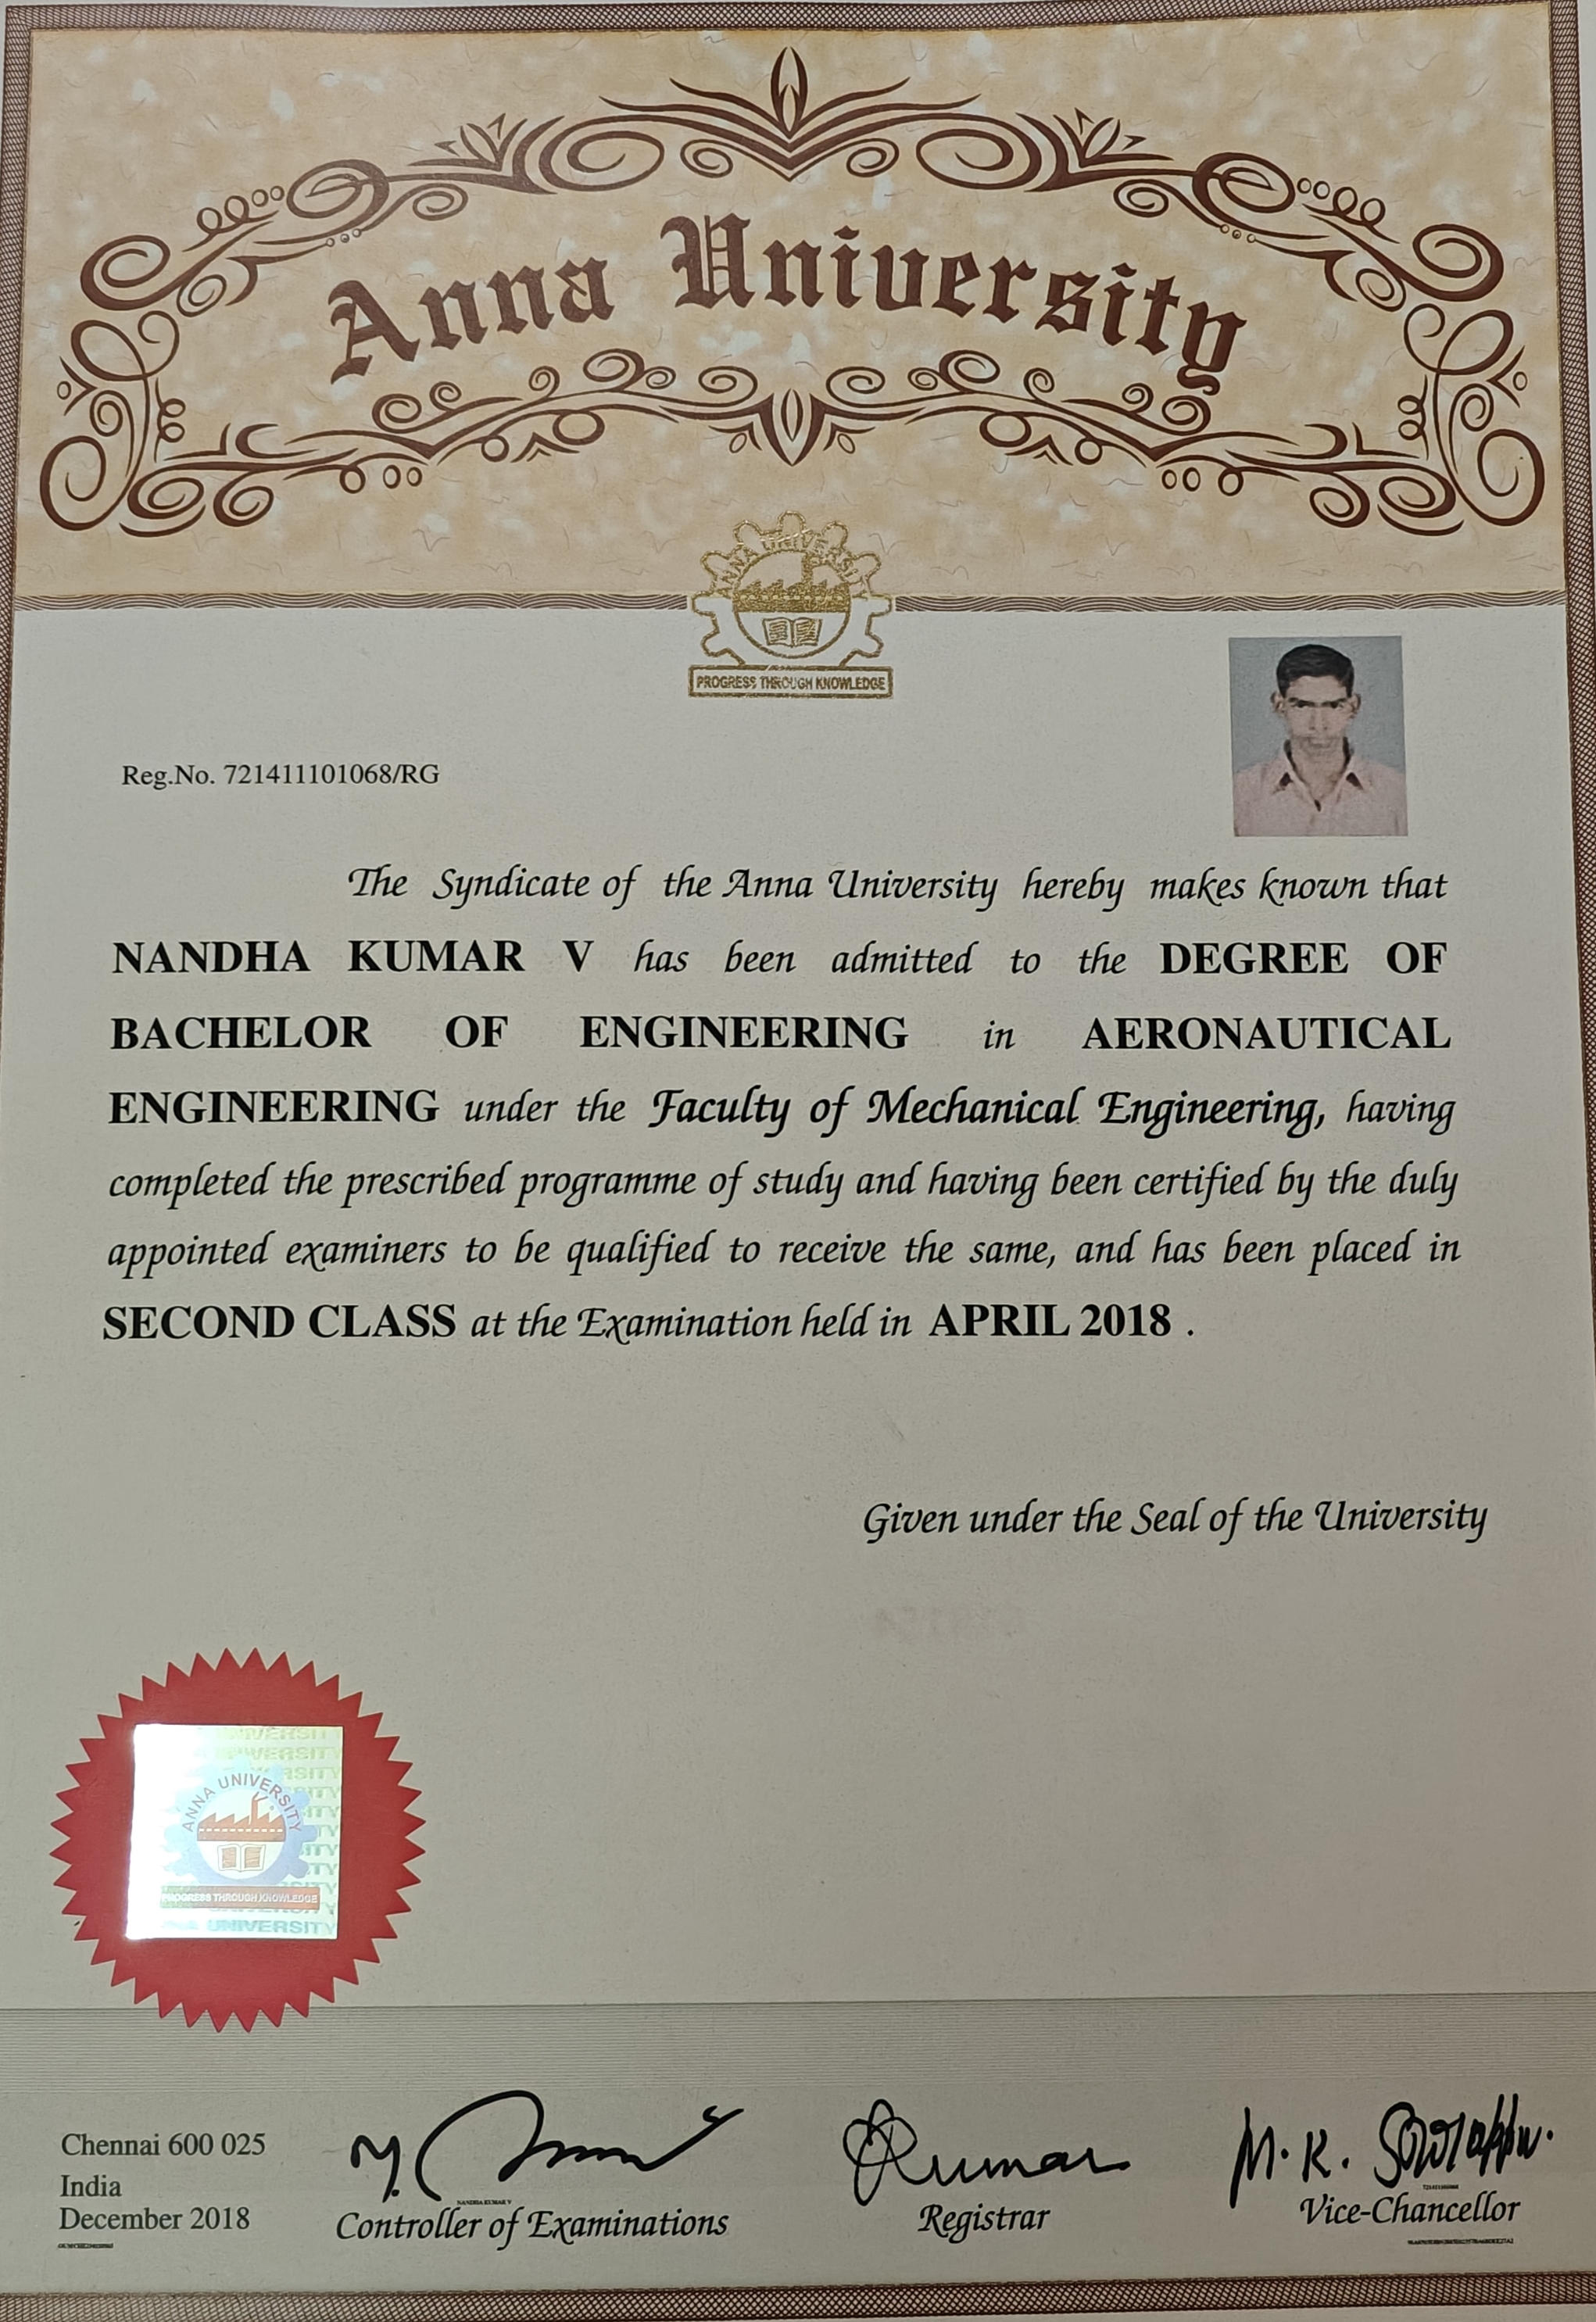 Anna University
ANNA UNIVERSITY
PROGRESS THROUGH KNOWLEDGE
Reg.No. 721411101068/RG
The Syndicate of the Anna University hereby makes known that
NANDHA KUMAR V has been admitted to the DEGREE OF
BACHELOR OF ENGINEERING in AERONAUTICAL
ENGINEERING under the Faculty of Mechanical Engineering, having
completed the prescribed programme of study and having been certified by the duly
appointed examiners to be qualified to receive the same, and has been placed in
SECOND CLASS at the Examination held in APRIL 2018 .
Given under the Seal of the University
ANNA UNIVERSITY
PROGRESS THROUGH KNOWLEDGE
UNIVERSITY
Chennai 600 025
India
December 2018
NANDHA KUMAR V
Controller of Examinations
Registrar
Vice-Chancellor